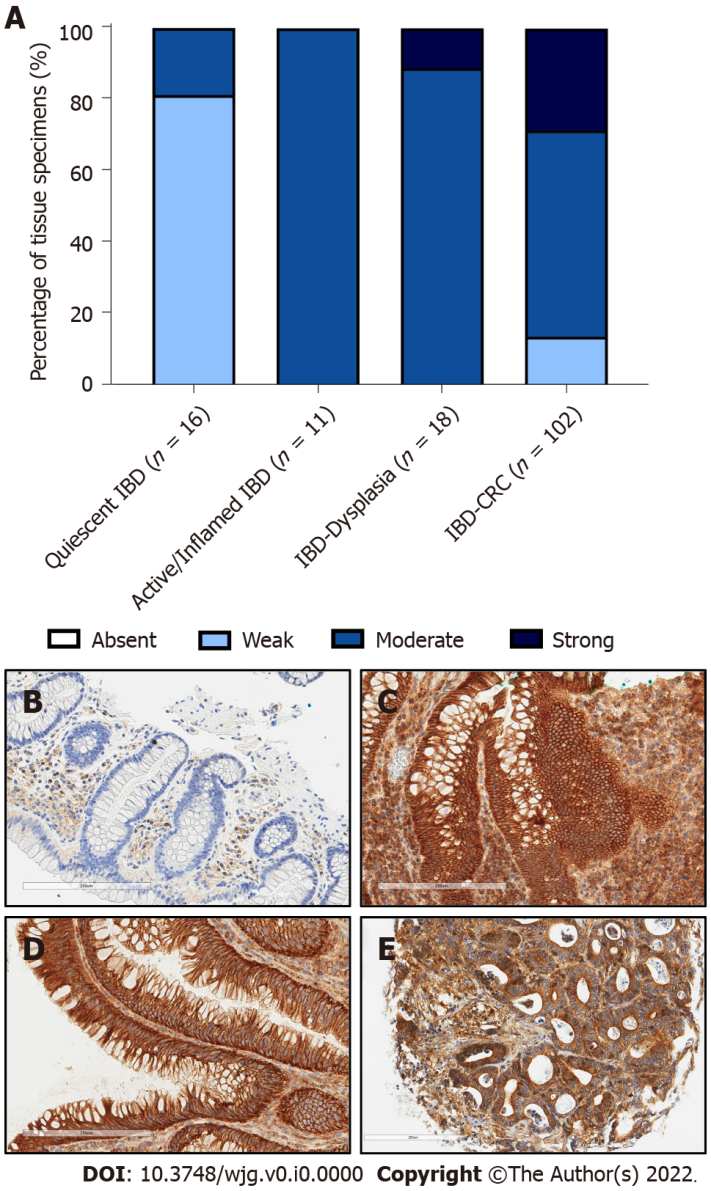 A
Percentage of tissue specimens (%)
100
80
60
40
20
0
Quiescent IBD (n = 16)
Active/Inflamed IBD (n = 11)
IBD-Dysplasia (n = 18)
IBD-CRC (n = 102)
Absent Weak Moderate Strong
B
C
D
E
DOI: 10.3748/wjg.v0.i0.0000 Copyright ©The Author(s) 2022.